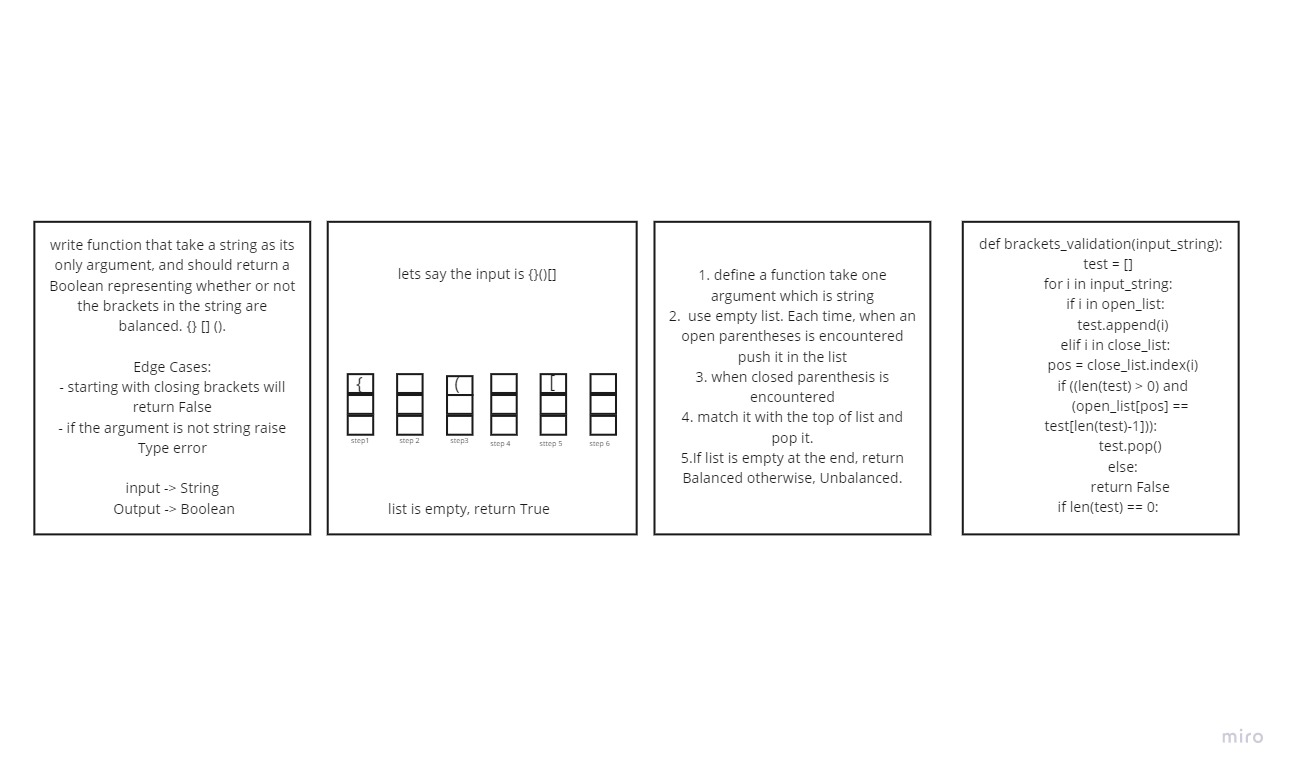 write function that take a string as its
only argument, and should return a
Boolean representing whether or not
the brackets in the string are
balanced. {} [] ().
Edge Cases:
- starting with closing brackets will
return False
- if the argument is not string raise
Type error
input -> String
Output -> Boolean
lets say the input is {}()[]
{
(
[
step1
step 2
step3
step 4
sttep 5
step 6
list is empty, return True
1. define a function take one
argument which is string
2.  use empty list. Each time, when an
open parentheses is encountered
push it in the list
3. when closed parenthesis is
encountered
4. match it with the top of list and
pop it.
5.If list is empty at the end, return
Balanced otherwise, Unbalanced.
def brackets_validation(input_string):
test = []
for i in input_string:
if i in open_list:
test.append(i)
elif i in close_list:
pos = close_list.index(i)
if ((len(test) > 0) and
(open_list[pos] ==
test[len(test)-1])):
test.pop()
else:
return False
if len(test) == 0:
miro